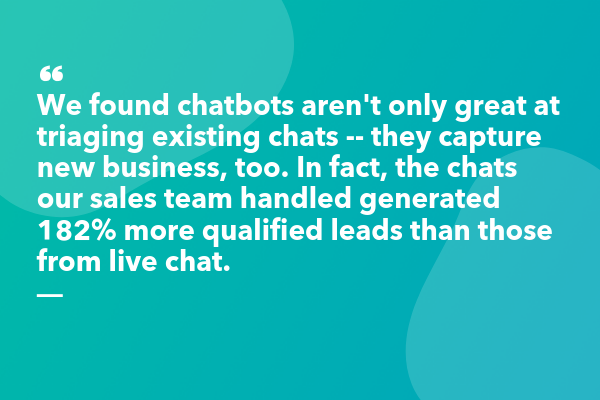 “
We found chatbots aren't only great at
triaging existing chats -- they capture
new business, too. In fact, the chats
our sales team handled generated
182% more qualified leads than those
from live chat.
—